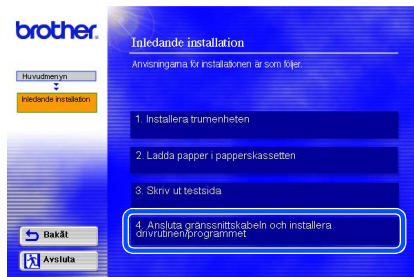 brother
Huvudmenyn
Inledande installation
Bakåt
Avsluta
Inledande installation
Anvisningarna för installationen är som följer.
1. Installera trumenheten
2. Ladda papper i papperskassetten
3. Skriv ut testsida
4. Ansluta gränssnittskabeln och installera
drivrutinen/programmet